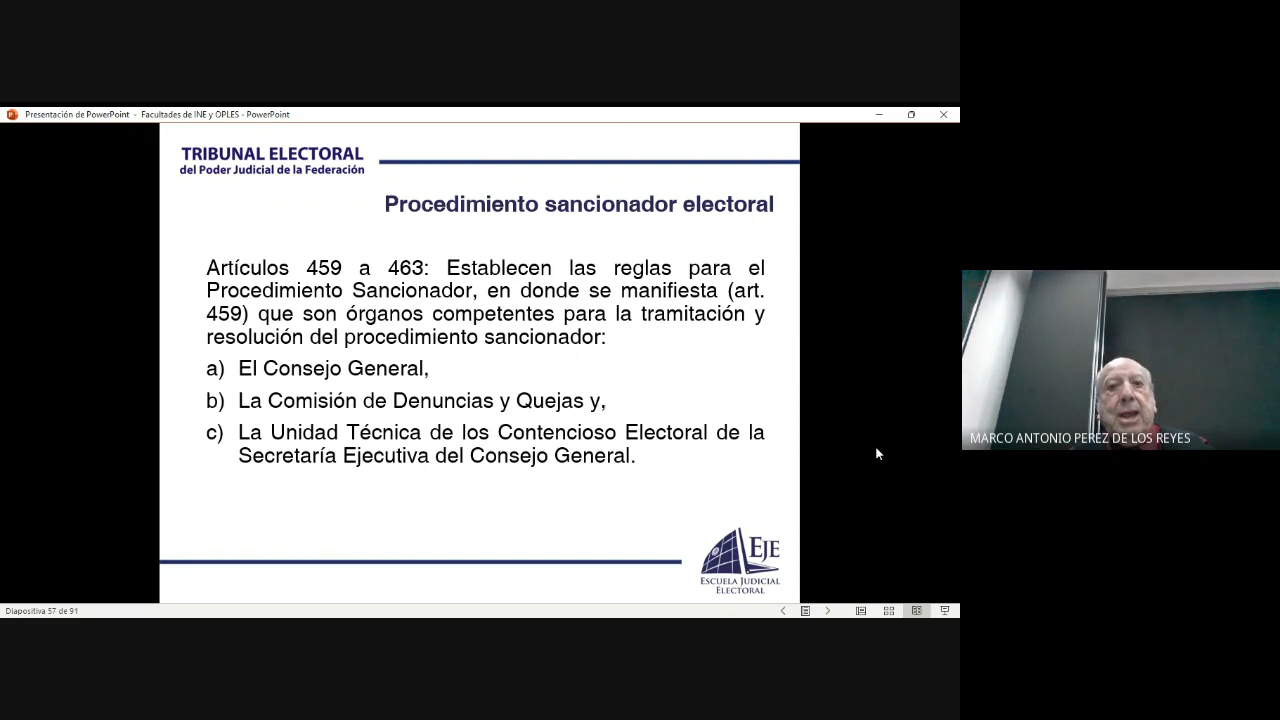 Presentación de PowerPoint - Facultades de INE y OPLES - PowerPoint
TRIBUNAL ELECTORAL
del Poder Judicial de la Federación
Procedimiento sancionador electoral
Artículos 459 a 463: Establecen las reglas para el
Procedimiento Sancionador, en donde se manifiesta (art.
459) que son órganos competentes para la tramitación y
resolución del procedimiento sancionador:
a) El Consejo General,
b) La Comisión de Denuncias y Quejas y,
c) La Unidad Técnica de los Contencioso Electoral de la
Secretaría Ejecutiva del Consejo General.
MARCO ANTONIO PEREZ DE LOS REYES
EJE
ESCUELA JUDICIAL
ELECTORAL
Diapositiva 57 de 91